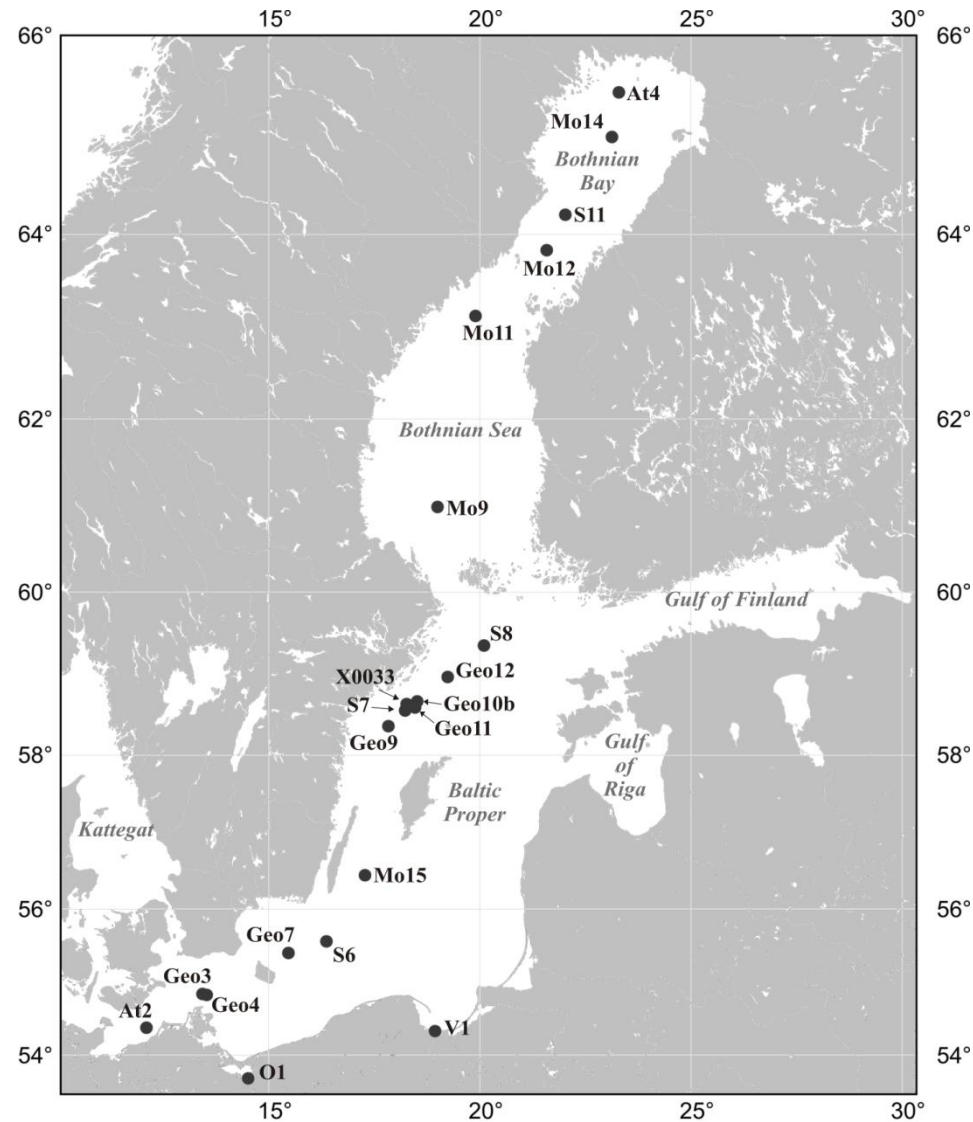 15°
20°
25°
30°
66°
66°
At4
Mo14
Bothnian
Bay
S11
64°
64°
Mo12
Mo11
62°
62°
Bothnian Sea
Mo9
60°
60°
Gulf of Finland
S8
Geo12
X0033
S7
Geo10b
Geo11
Geo9
58°
58°
Gulf
of
Riga
Baltic
Proper
Kattegat
Mo15
56°
56°
Geo7
S6
Geo3
Geo4
At2
V1
54°
54°
O1
15°
20°
25°
30°